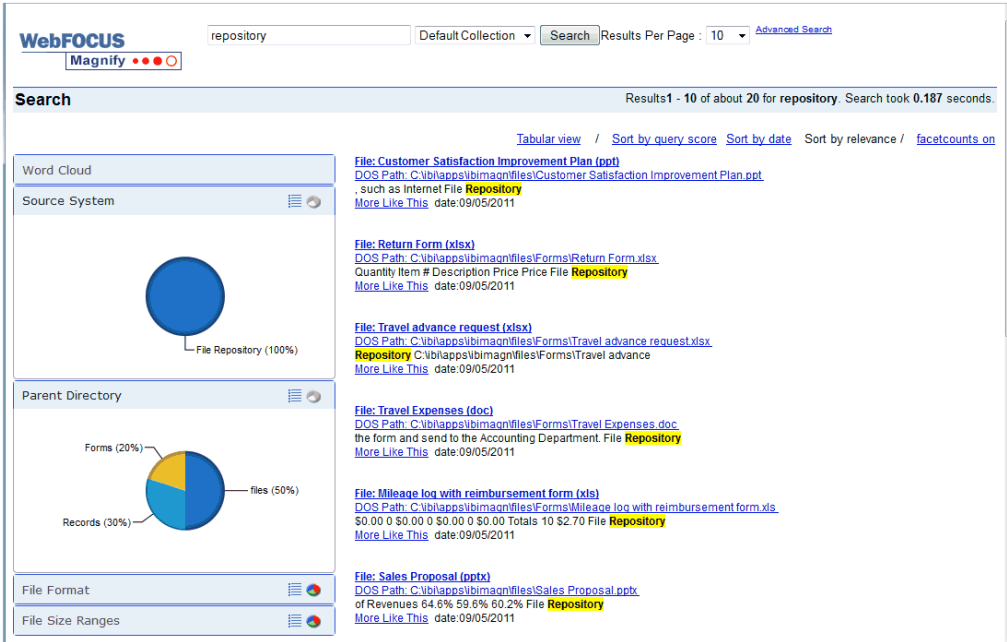 WebFOCUS
Magnify
repository Default Collection Search Results Per Page : 10 Advanced Search
Search
Results1 - 10 of about 20 for repository. Search took 0.187 seconds.
Tabular view / Sort by query score Sort by date Sort by relevance / facetcounts on
Word Cloud
Source System
File Repository (100%)
Parent Directory
Forms (20%)
files (50%)
Records (30%)
File Format
File Size Ranges
File: Customer Satisfaction Improvement Plan (ppt)
DOS Path: C:\ibi\apps\ibimagn\files\Customer Satisfaction Improvement Plan.ppt
, such as Internet File Repository
More Like This date:09/05/2011
File: Return Form (xlsx)
DOS Path: C:\ibi\apps\ibimagn\files\Forms\Return Form.xlsx
Quantity Item # Description Price Price File Repository
More Like This date:09/05/2011
File: Travel advance request (xlsx)
DOS Path: C:\ibi\apps\ibimagn\files\Forms\Travel advance request.xlsx
Repository C:\ibi\apps\ibimagn\files\Forms\Travel advance
More Like This date:09/05/2011
File: Travel Expenses (doc)
DOS Path: C:\ibi\apps\ibimagn\files\Forms\Travel Expenses.doc
the form and send to the Accounting Department. File Repository
More Like This date:09/05/2011
File: Mileage log with reimbursement form (xls)
DOS Path: C:\ibi\apps\ibimagn\files\Forms\Mileage log with reimbursement form.xls
$0.00 0 $0.00 0 $0.00 0 $0.00 Totals 10 $2.70 File Repository
More Like This date:09/05/2011
File: Sales Proposal (pptx)
DOS Path: C:\ibi\apps\ibimagn\files\Sales Proposal.pptx
of Revenues 64.6% 59.6% 60.2% File Repository
More Like This date:09/05/2011